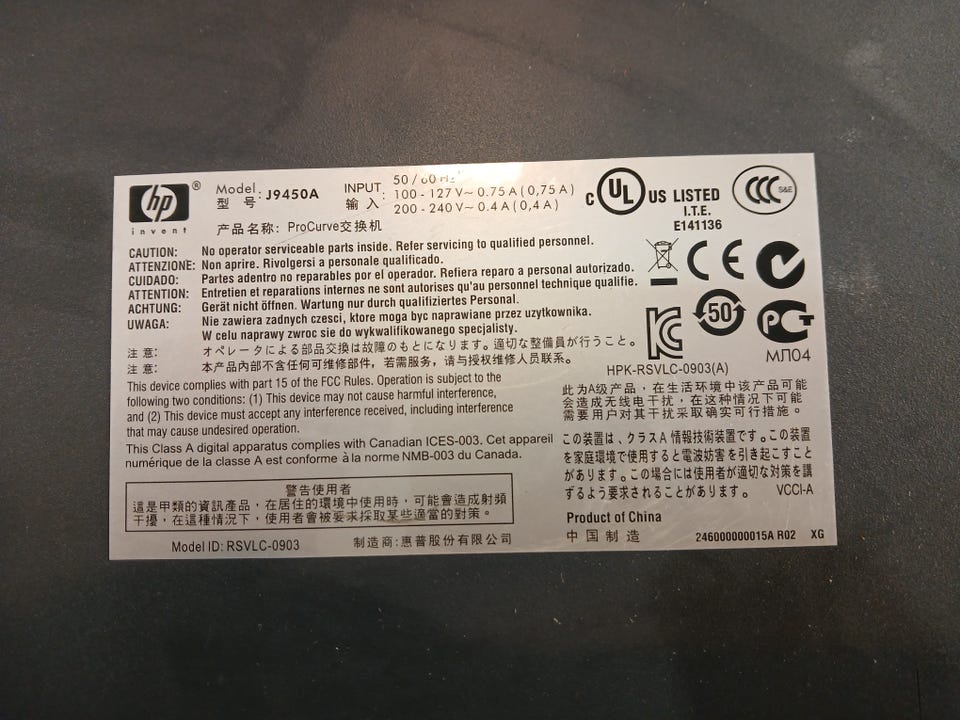 hp ®
invent
Model
型 号: J9450A
INPUT
输 入 :
50 / 60 Hz
100 - 127 V~ 0.75 A ( 0,75 A )
200 - 240 V~ 0.4 A ( 0,4 A )
产品名称: ProCurve交换机
C UL US LISTED
I.T.E.
E141136
CCC S&E
CAUTION: No operator serviceable parts inside. Refer servicing to qualified personnel.
ATTENZIONE: Non aprire. Rivolgersi a personale qualificado.
CUIDADO: Partes adentro no reparables por el operador. Refiera reparo a personal autorizado.
ATTENTION: Entretien et reparations internes ne sont autorises qu'au personnel technique qualifie.
ACHTUNG: Gerät nicht öffnen. Wartung nur durch qualifiziertes Personal.
UWAGA: Nie zawiera zadnych czesci, ktore moga byc naprawiane przez uzytkownika.
W celu naprawy zwroc sie do wykwalifikowanego specjalisty.
注 意: オペレータによる部品交換は故障のもとになります。適切な整備員が行うこと。
注 意: 本产品内部不含任何可维修部件，若需服务，请与授权维修人员联系。
CE
50
PCT
МЛ04
HPK-RSVLC-0903(A)
This device complies with part 15 of the FCC Rules. Operation is subject to the
following two conditions: (1) This device may not cause harmful interference,
and (2) This device must accept any interference received, including interference
that may cause undesired operation.
This Class A digital apparatus complies with Canadian ICES-003. Cet appareil
numérique de la classe A est conforme à la norme NMB-003 du Canada.
此为A级产品，在生活环境中该产品可能
会造成无线电干扰，在这种情况下可能
需要用户对其干扰采取确实可行措施。
この装置は、クラスA情報技術装置です。この装置
を家庭環境で使用すると電波妨害を引き起こすこと
があります。この場合には使用者が適切な対策を講
ずるよう要求されることがあります。 VCCI-A
警告使用者
這是甲類的資訊產品，在居住的環境中使用時，可能會造成射頻
干擾，在這種情況下，使用者會被要求採取某些適當的對策。
Model ID: RSVLC-0903
制造商:惠普股份有限公司
Product of China
中 国 制 造
246000000015A R02 XG